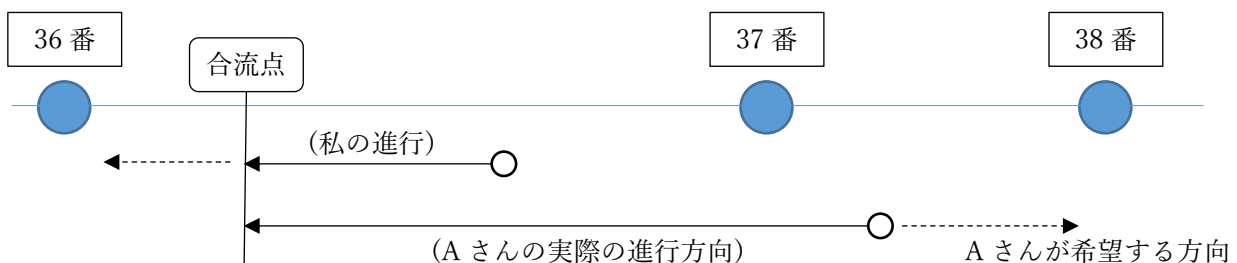 36 番
37 番
38 番
合流点
(私の進行)
(A さんの実際の進行方向)
A さんが希望する方向